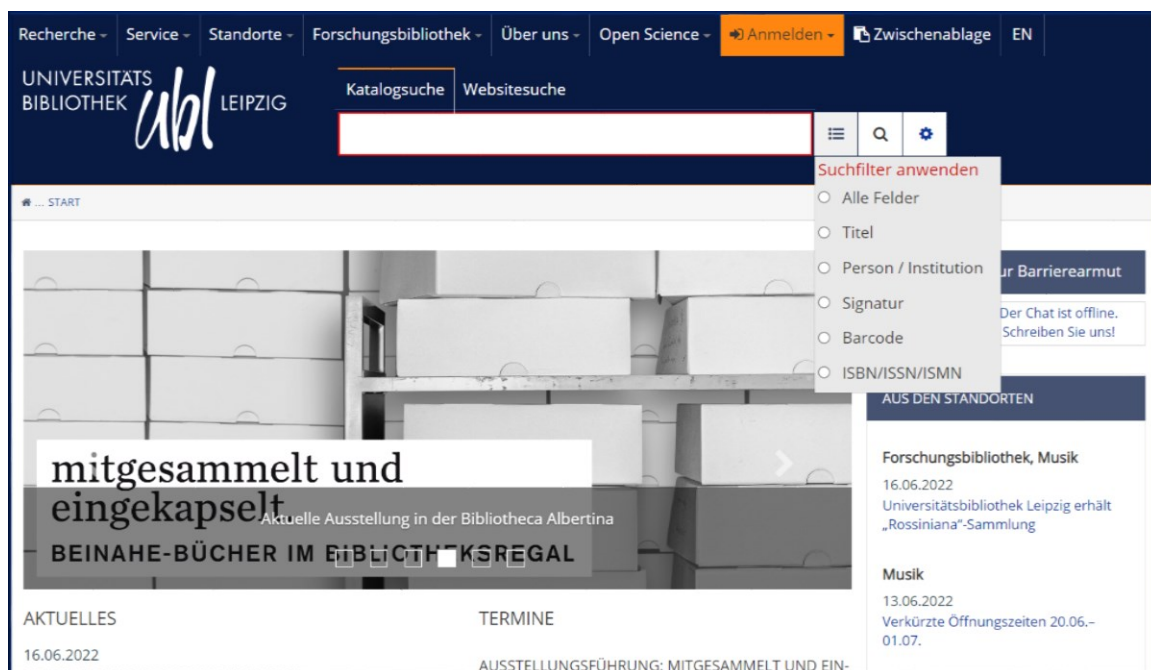 Recherche Service Standorte Forschungsbibliothek Über uns Open Science Anmelden Zwischenablage EN
UNIVERSITÄTS
BIBLIOTHEK ubl LEIPZIG
Katalogsuche Websitesuche
Suchfilter anwenden
Alle Felder
Titel
Person / Institution
Signatur
Barcode
ISBN/ISSN/ISMN
... START
ur Barrierearmut
Der Chat ist offline.
Schreiben Sie uns!
mitgesammelt und
eingekapselt.
Aktuelle Ausstellung in der Bibliotheca Albertina
BEINAHE-BÜCHER IM BIBLIOTHEKSREGAL
AUS DEN STANDORTEN
Forschungsbibliothek, Musik
16.06.2022
Universitätsbibliothek Leipzig erhält
„Rossiniana“-Sammlung
Musik
13.06.2022
Verkürzte Öffnungszeiten 20.06.–
01.07.
AKTUELLES
16.06.2022
TERMINE
AUSSTELLUNGSFÜHRUNG: MITGESAMMELT UND EIN-